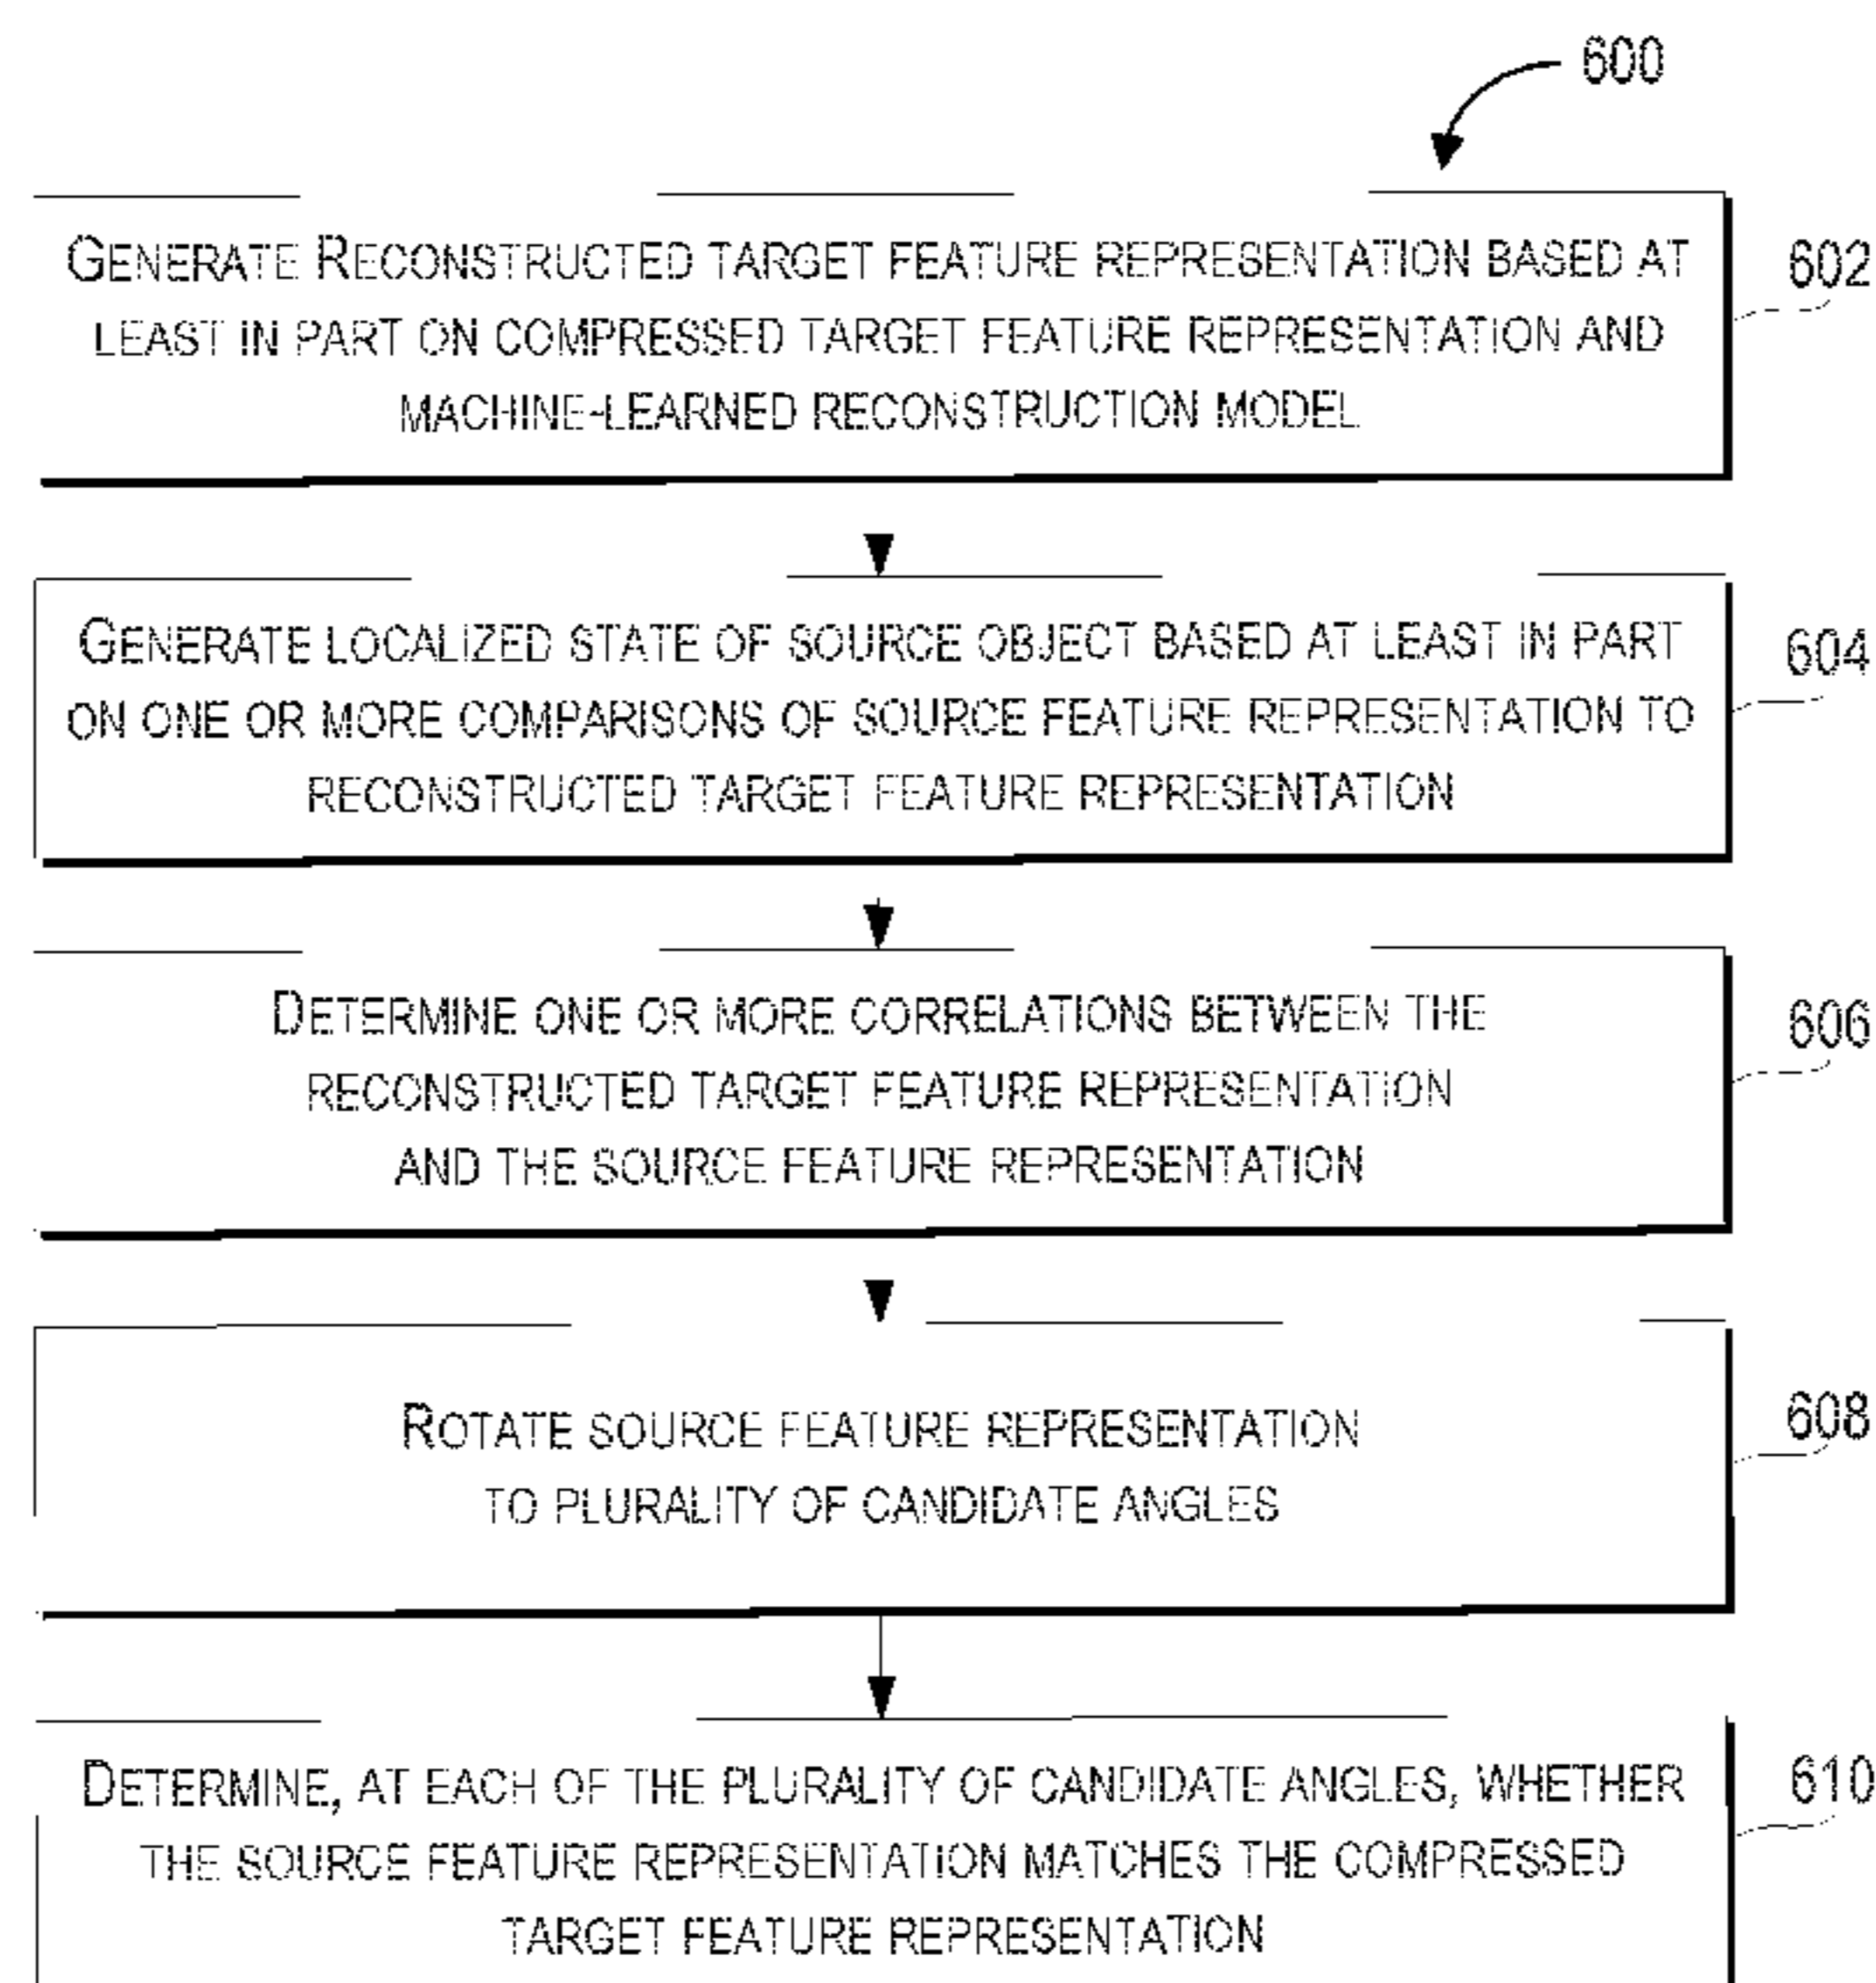 600
GENERATE RECONSTRUCTED TARGET FEATURE REPRESENTATION BASED AT
LEAST IN PART ON COMPRESSED TARGET FEATURE REPRESENTATION AND
MACHINE-LEARNED RECONSTRUCTION MODEL
602
GENERATE LOCALIZED STATE OF SOURCE OBJECT BASED AT LEAST IN PART
ON ONE OR MORE COMPARISONS OF SOURCE FEATURE REPRESENTATION TO
RECONSTRUCTED TARGET FEATURE REPRESENTATION
604
DETERMINE ONE OR MORE CORRELATIONS BETWEEN THE
RECONSTRUCTED TARGET FEATURE REPRESENTATION
AND THE SOURCE FEATURE REPRESENTATION
606
ROTATE SOURCE FEATURE REPRESENTATION
TO PLURALITY OF CANDIDATE ANGLES
608
DETERMINE, AT EACH OF THE PLURALITY OF CANDIDATE ANGLES, WHETHER
THE SOURCE FEATURE REPRESENTATION MATCHES THE COMPRESSED
TARGET FEATURE REPRESENTATION
610